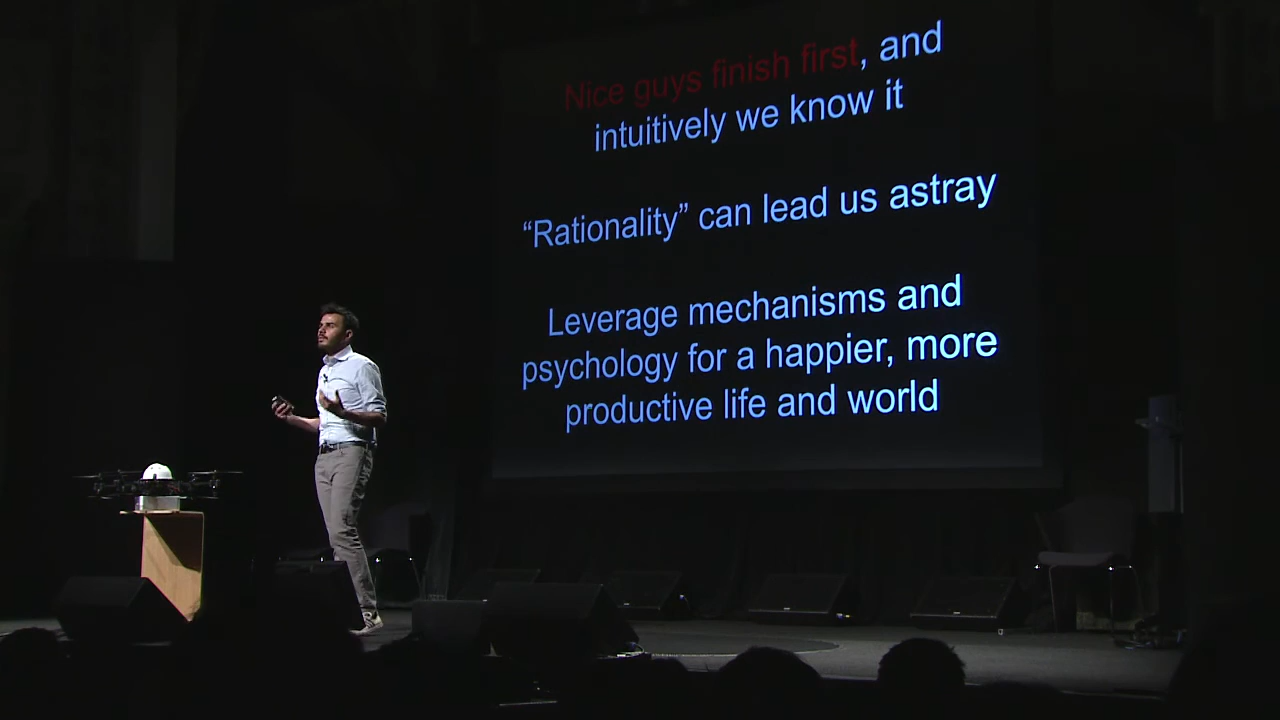 Nice guys finish first, and
intuitively we know it
“Rationality” can lead us astray
Leverage mechanisms and
psychology for a happier, more
productive life and world